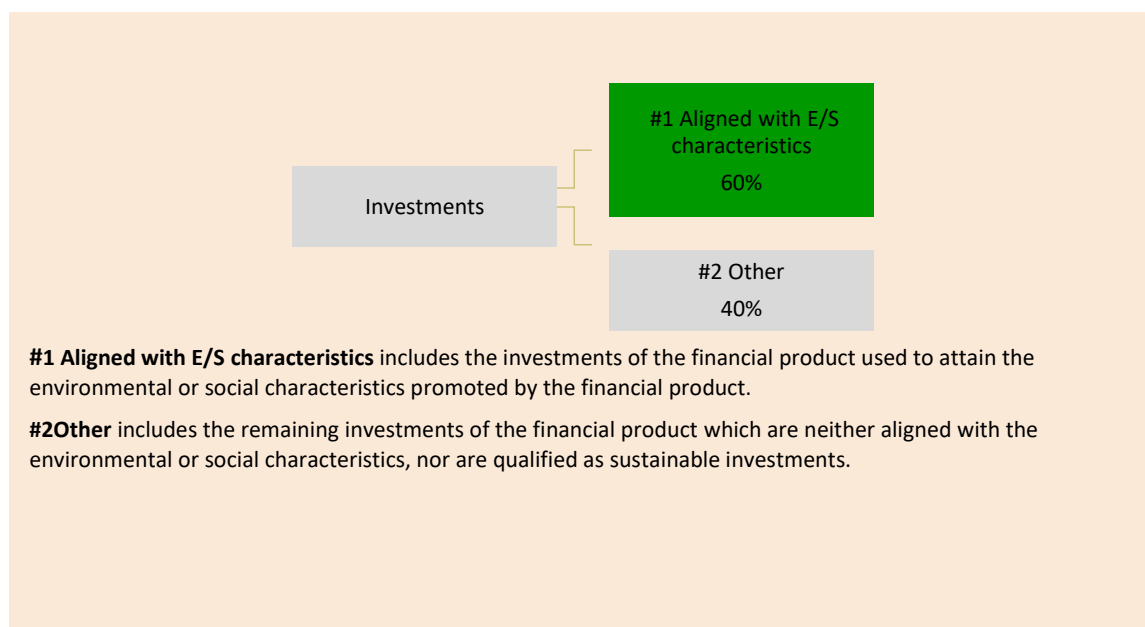 #1 Aligned with E/S
characteristics
60%
Investments
#2 Other
40%
#1 Aligned with E/S characteristics includes the investments of the financial product used to attain the
environmental or social characteristics promoted by the financial product.
#2Other includes the remaining investments of the financial product which are neither aligned with the
environmental or social characteristics, nor are qualified as sustainable investments.